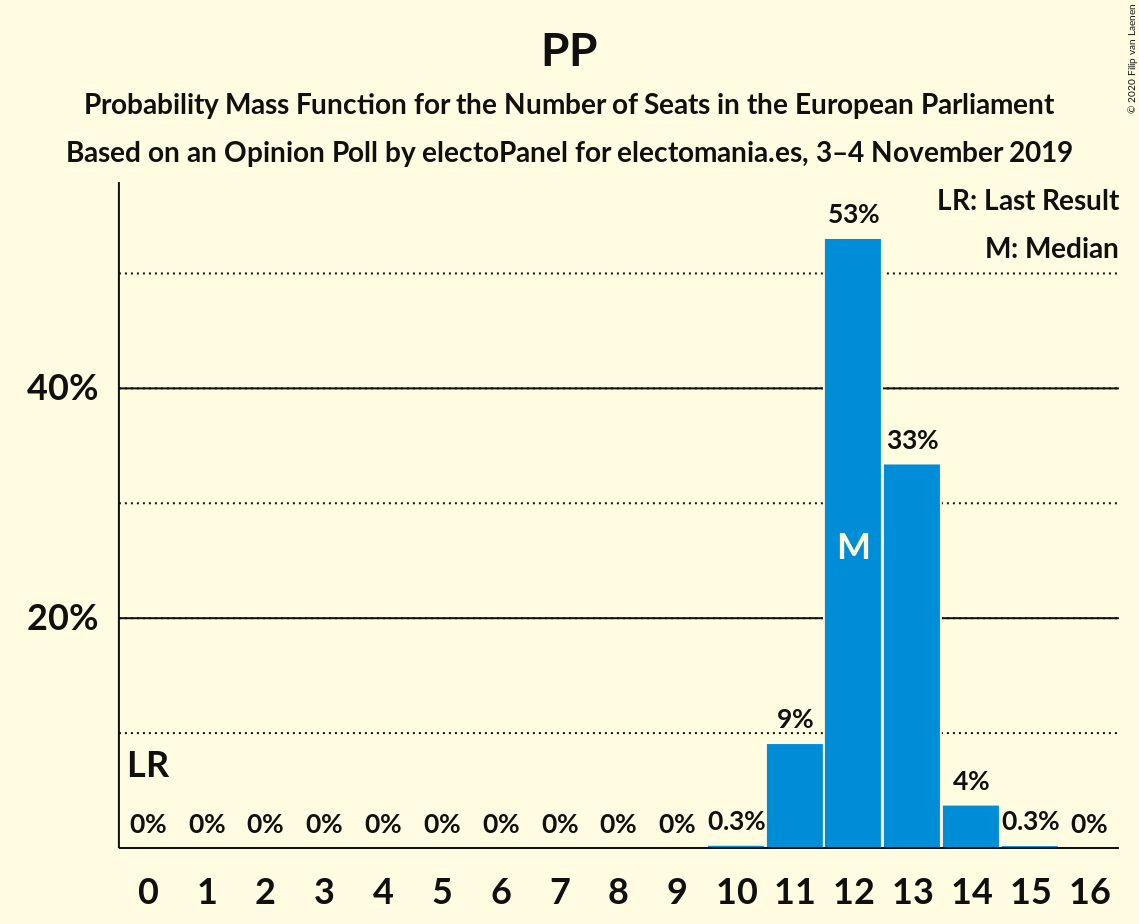 PP
Probability Mass Function for the Number of Seats in the European Parliament
Based on an Opinion Poll by electoPanel for electomania.es, 3–4 November 2019
© 2020 Filip van Laenen
LR: Last Result
M: Median
53%
40%
33%
M
20%
9%
LR
4%
0% 0% 0% 0% 0% 0% 0% 0% 0% 0% 0.3% 0.3% 0%
0 1 2 3 4 5 6 7 8 9 10 11 12 13 14 15 16